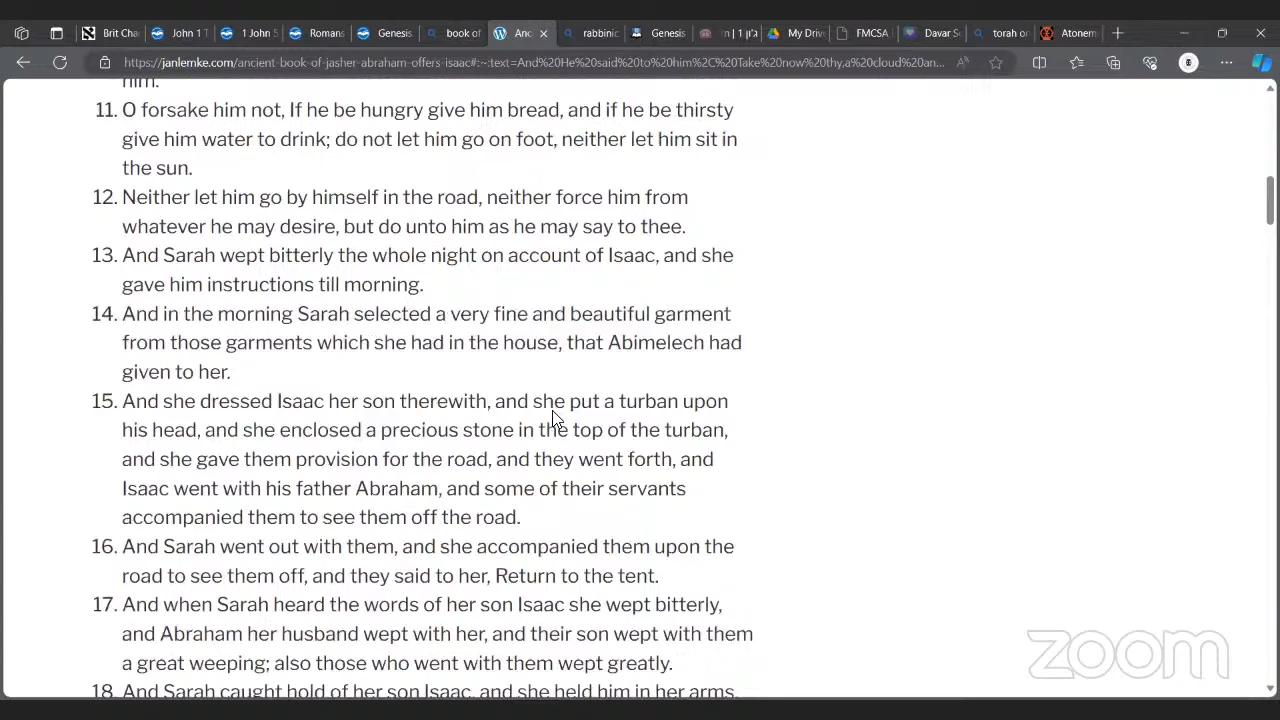 Brit Cha
John 1 T
1 John 5
Romans
Genesis
book of
Anc
rabbinic
Genesis
m | 1 μ'a
My Drive
FMCSA
Davar Se
torah or
Atonem
https://janlemke.com/ancient-book-of-jasher-abraham-offers-isaac#:~:text=And%20He%20said%20to%20him%2C%20Take%20now%20thy,a%20cloud%20an...
him.
11. O forsake him not, If he be hungry give him bread, and if he be thirsty
give him water to drink; do not let him go on foot, neither let him sit in
the sun.
12. Neither let him go by himself in the road, neither force him from
whatever he may desire, but do unto him as he may say to thee.
13. And Sarah wept bitterly the whole night on account of Isaac, and she
gave him instructions till morning.
14. And in the morning Sarah selected a very fine and beautiful garment
from those garments which she had in the house, that Abimelech had
given to her.
15. And she dressed Isaac her son therewith, and she put a turban upon
his head, and she enclosed a precious stone in the top of the turban,
and she gave them provision for the road, and they went forth, and
Isaac went with his father Abraham, and some of their servants
accompanied them to see them off the road.
16. And Sarah went out with them, and she accompanied them upon the
road to see them off, and they said to her, Return to the tent.
17. And when Sarah heard the words of her son Isaac she wept bitterly,
and Abraham her husband wept with her, and their son wept with them
a great weeping; also those who went with them wept greatly.
18. And Sarah caught hold of her son Isaac, and she held him in her arms,
zoom